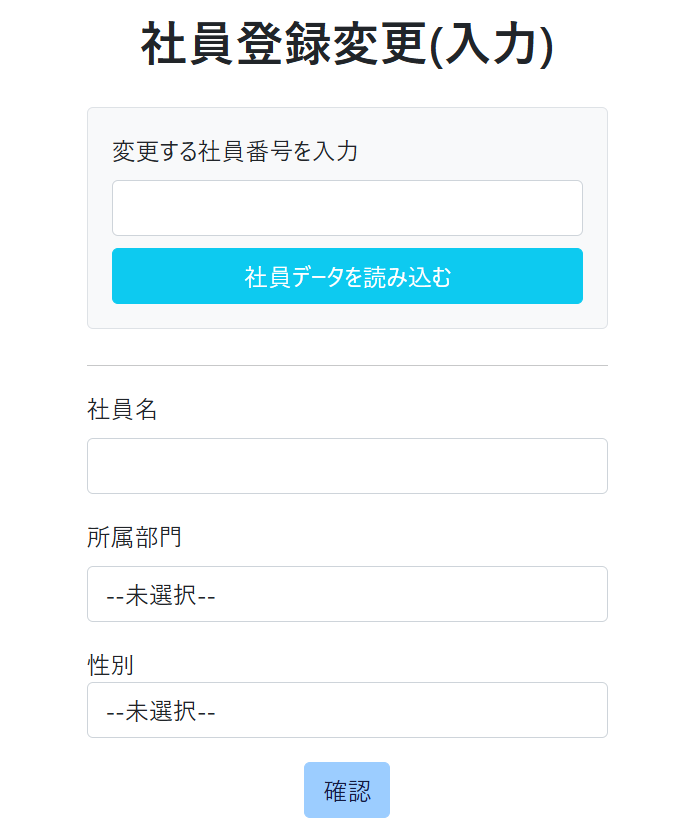 社員登録変更(入力)
変更する社員番号を入力
社員データを読み込む
社員名
所属部門
--未選択--
性別
--未選択--
確認